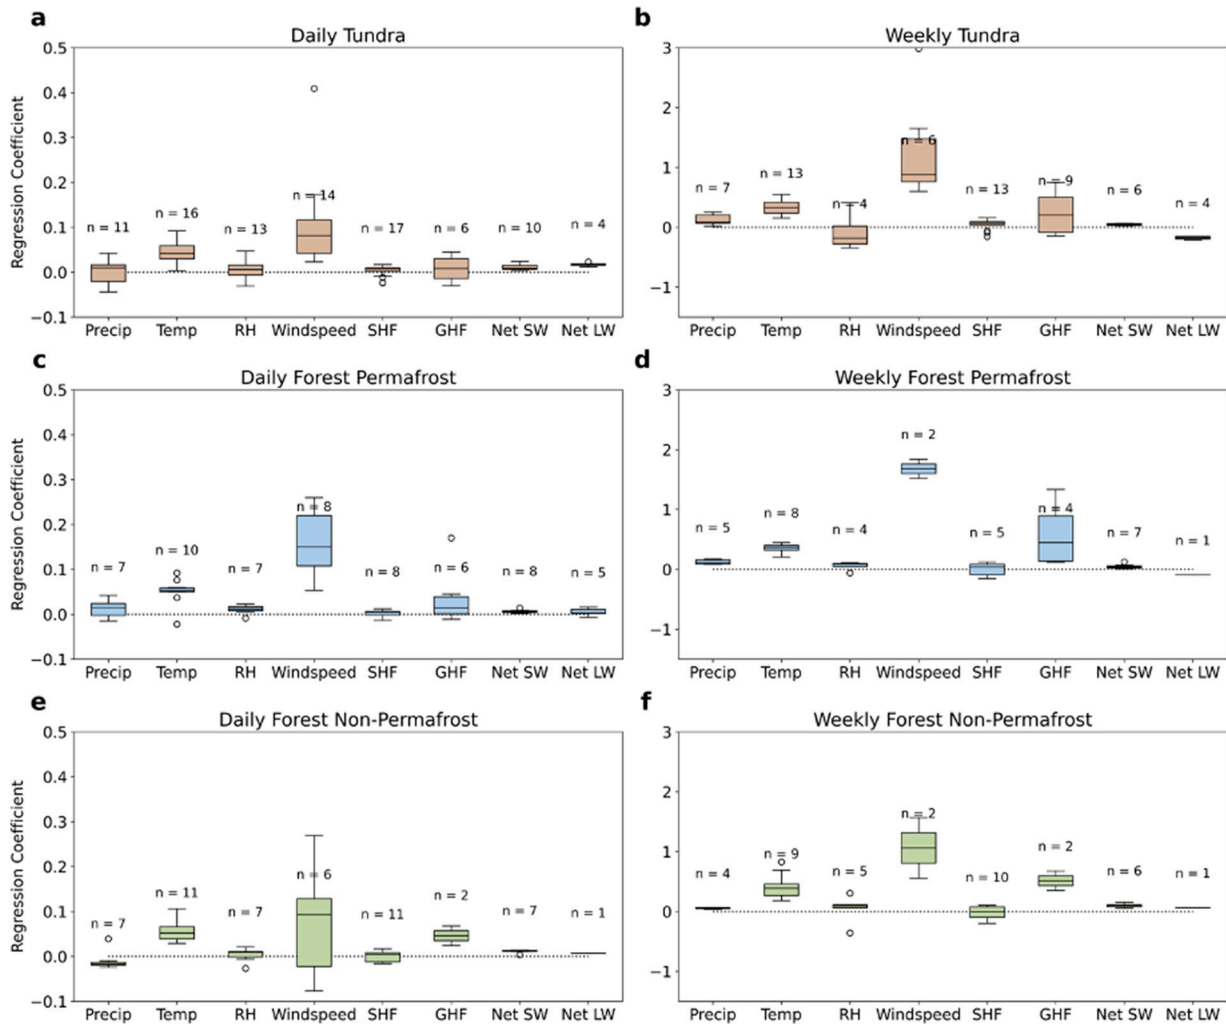 a
Daily Tundra
Regression Coefficient
0.5
0.4
0.3
0.2
0.1
0.0
−0.1
n = 11
n = 16
n = 13
n = 14
n = 17
n = 6
n = 10
n = 4
Precip Temp RH Windspeed SHF GHF Net SW Net LW
b
Weekly Tundra
3
2
1
0
−1
n = 7
n = 13
n = 4
n = 6
n = 13
n = 9
n = 6
n = 4
Precip Temp RH Windspeed SHF GHF Net SW Net LW
c
Daily Forest Permafrost
Regression Coefficient
0.5
0.4
0.3
0.2
0.1
0.0
−0.1
n = 7
n = 10
n = 7
n = 8
n = 8
n = 6
n = 8
n = 5
Precip Temp RH Windspeed SHF GHF Net SW Net LW
d
Weekly Forest Permafrost
3
2
1
0
−1
n = 5
n = 8
n = 4
n = 2
n = 5
n = 4
n = 7
n = 1
Precip Temp RH Windspeed SHF GHF Net SW Net LW
e
Daily Forest Non-Permafrost
Regression Coefficient
0.5
0.4
0.3
0.2
0.1
0.0
−0.1
n = 7
n = 11
n = 7
n = 6
n = 11
n = 2
n = 7
n = 1
Precip Temp RH Windspeed SHF GHF Net SW Net LW
f
Weekly Forest Non-Permafrost
3
2
1
0
−1
n = 4
n = 9
n = 5
n = 2
n = 10
n = 2
n = 6
n = 1
Precip Temp RH Windspeed SHF GHF Net SW Net LW